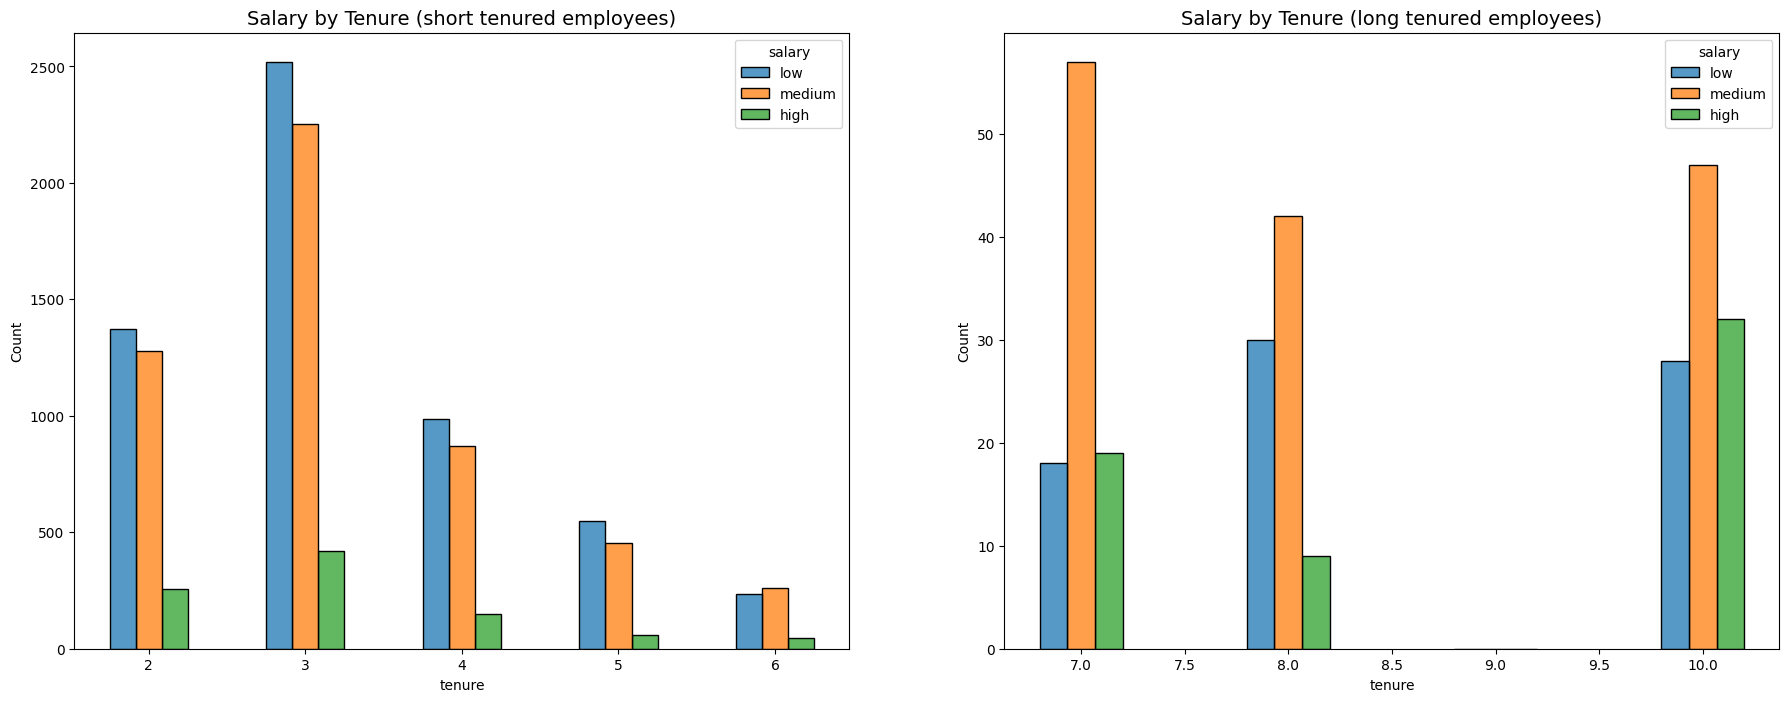 Salary by Tenure (short tenured employees)
salary
low
medium
high
2500
2000
1500
1000
500
0
Count
2 3 4 5 6
tenure
Salary by Tenure (long tenured employees)
salary
low
medium
high
50
40
30
20
10
0
Count
7.0 7.5 8.0 8.5 9.0 9.5 10.0
tenure